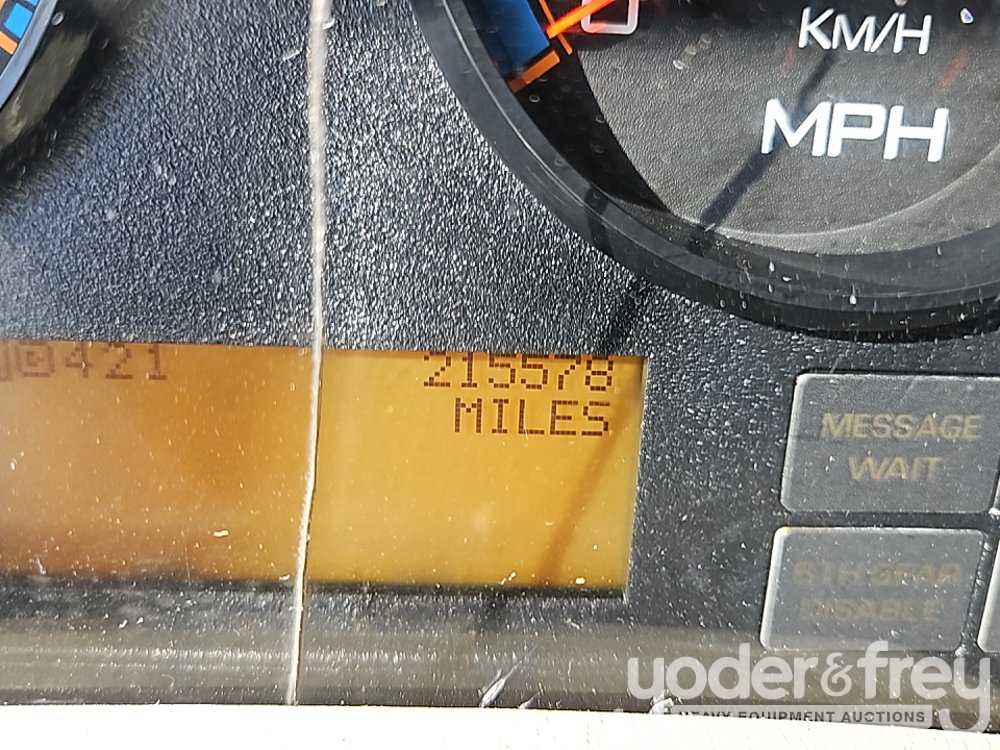 KM/H
MPH
421
215578
MILES
MESSAGE
WAIT
6TH GEAR
DISABLE
yoder&frey
HEAVY EQUIPMENT AUCTIONS